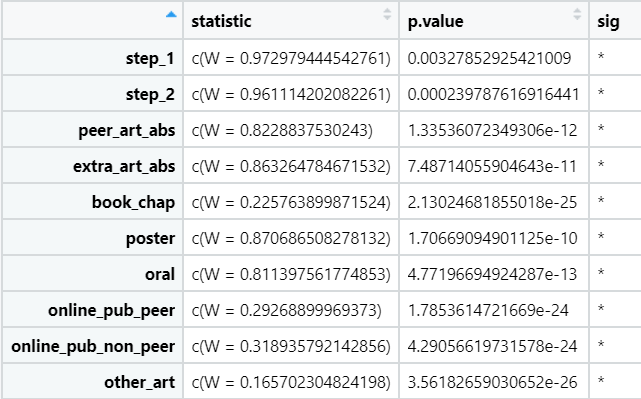 statistic p.value sig
step_1 c(W = 0.972979444542761) 0.00327852925421009 *
step_2 c(W = 0.961114202082261) 0.000239787616916441 *
peer_art_abs c(W = 0.8228837530243) 1.33536072349306e-12 *
extra_art_abs c(W = 0.863264784671532) 7.48714055904643e-11 *
book_chap c(W = 0.225763899871524) 2.13024681855018e-25 *
poster c(W = 0.870686508278132) 1.70669094901125e-10 *
oral c(W = 0.811397561774853) 4.77196694924287e-13 *
online_pub_peer c(W = 0.29268899969373) 1.7853614721669e-24 *
online_pub_non_peer c(W = 0.318935792142856) 4.29056619731578e-24 *
other_art c(W = 0.165702304824198) 3.56182659030652e-26 *